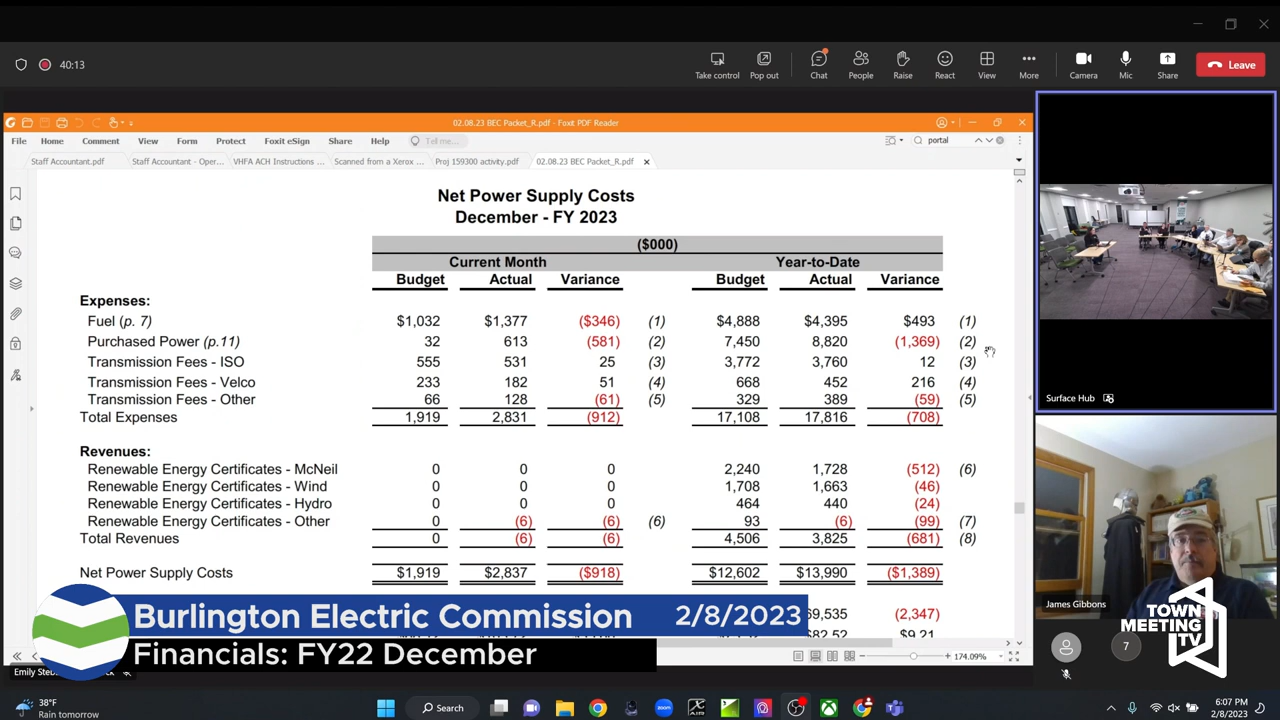 40:13
Take control Pop out Chat People Raise React View More Camera Mic Share Leave
02.08.23 BEC Packet_R.pdf - Foxit PDF Reader
File Home Comment View Form Protect Foxit eSign Share Help Tell me... portal
Staff Accountant.pdf Staff Accountant - Oper... VHFA ACH Instructions ... Scanned from a Xerox ... Proj 159300 activity.pdf 02.08.23 BEC Packet_R.pdf
Net Power Supply Costs
December - FY 2023
($000)
Current Month Year-to-Date
Budget Actual Variance Budget Actual Variance
Expenses:
Fuel (p. 7) $1,032 $1,377 ($346) (1) $4,888 $4,395 $493 (1)
Purchased Power (p.11) 32 613 (581) (2) 7,450 8,820 (1,369) (2)
Transmission Fees - ISO 555 531 25 (3) 3,772 3,760 12 (3)
Transmission Fees - Velco 233 182 51 (4) 668 452 216 (4)
Transmission Fees - Other 66 128 (61) (5) 329 389 (59) (5)
Total Expenses 1,919 2,831 (912) 17,108 17,816 (708)
Revenues:
Renewable Energy Certificates - McNeil 0 0 0 2,240 1,728 (512) (6)
Renewable Energy Certificates - Wind 0 0 0 1,708 1,663 (46)
Renewable Energy Certificates - Hydro 0 0 0 464 440 (24)
Renewable Energy Certificates - Other 0 (6) (6) (6) 93 (6) (99) (7)
Total Revenues 0 (6) (6) 4,506 3,825 (681) (8)
Net Power Supply Costs $1,919 $2,837 ($918) $12,602 $13,990 ($1,389)
9,535 (2,347)
$9.21
Surface Hub
James Gibbons
7
Burlington Electric Commission 2/8/2023
Financials: FY22 December
TOWN
MEETING
TV
174.09%
38°F
Rain tomorrow
Search
6:07 PM
2/8/2023